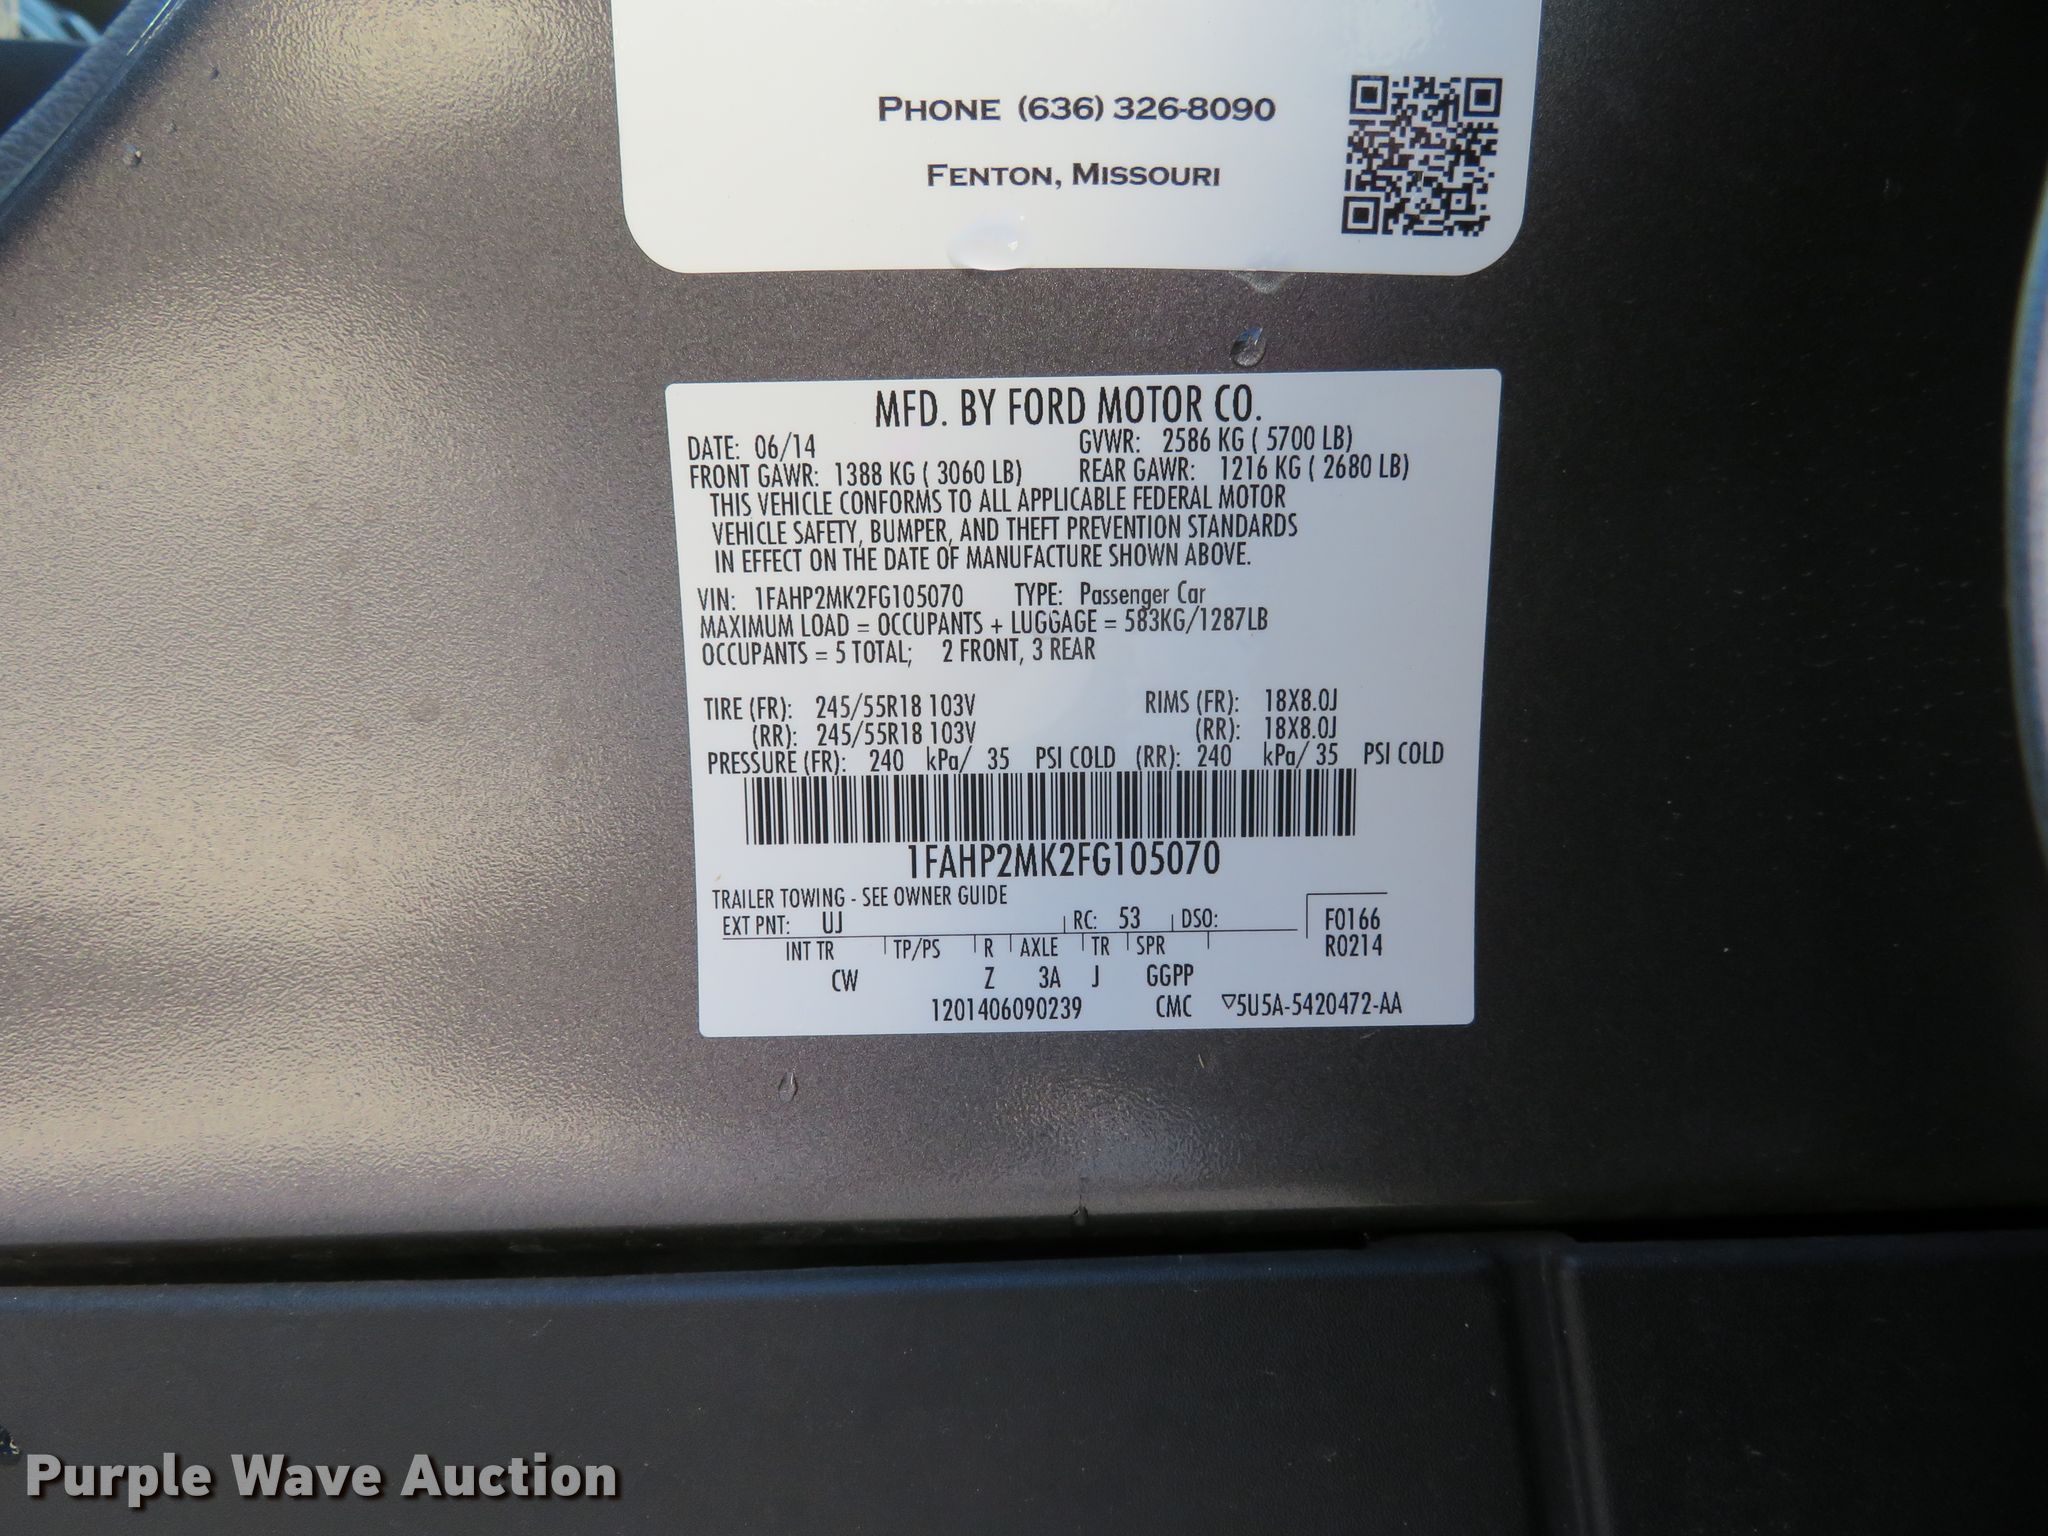 PHONE (636) 326-8090
FENTON, MISSOURI
MFD. BY FORD MOTOR CO.
DATE: 06/14 GVWR: 2586 KG ( 5700 LB)
FRONT GAWR: 1388 KG ( 3060 LB) REAR GAWR: 1216 KG ( 2680 LB)
THIS VEHICLE CONFORMS TO ALL APPLICABLE FEDERAL MOTOR
VEHICLE SAFETY, BUMPER, AND THEFT PREVENTION STANDARDS
IN EFFECT ON THE DATE OF MANUFACTURE SHOWN ABOVE.
VIN: 1FAHP2MK2FG105070 TYPE: Passenger Car
MAXIMUM LOAD = OCCUPANTS + LUGGAGE = 583KG/1287LB
OCCUPANTS = 5 TOTAL; 2 FRONT, 3 REAR
TIRE (FR): 245/55R18 103V RIMS (FR): 18X8.0J
(RR): 245/55R18 103V (RR): 18X8.0J
PRESSURE (FR): 240 kPa/ 35 PSI COLD (RR): 240 kPa/ 35 PSI COLD
1FAHP2MK2FG105070
TRAILER TOWING - SEE OWNER GUIDE
EXT PNT: UJ RC: 53 DSO: F0166
INT TR TP/PS R AXLE TR SPR R0214
CW Z 3A J GGPP
1201406090239 CMC ▽5U5A-5420472-AA
Purple Wave Auction